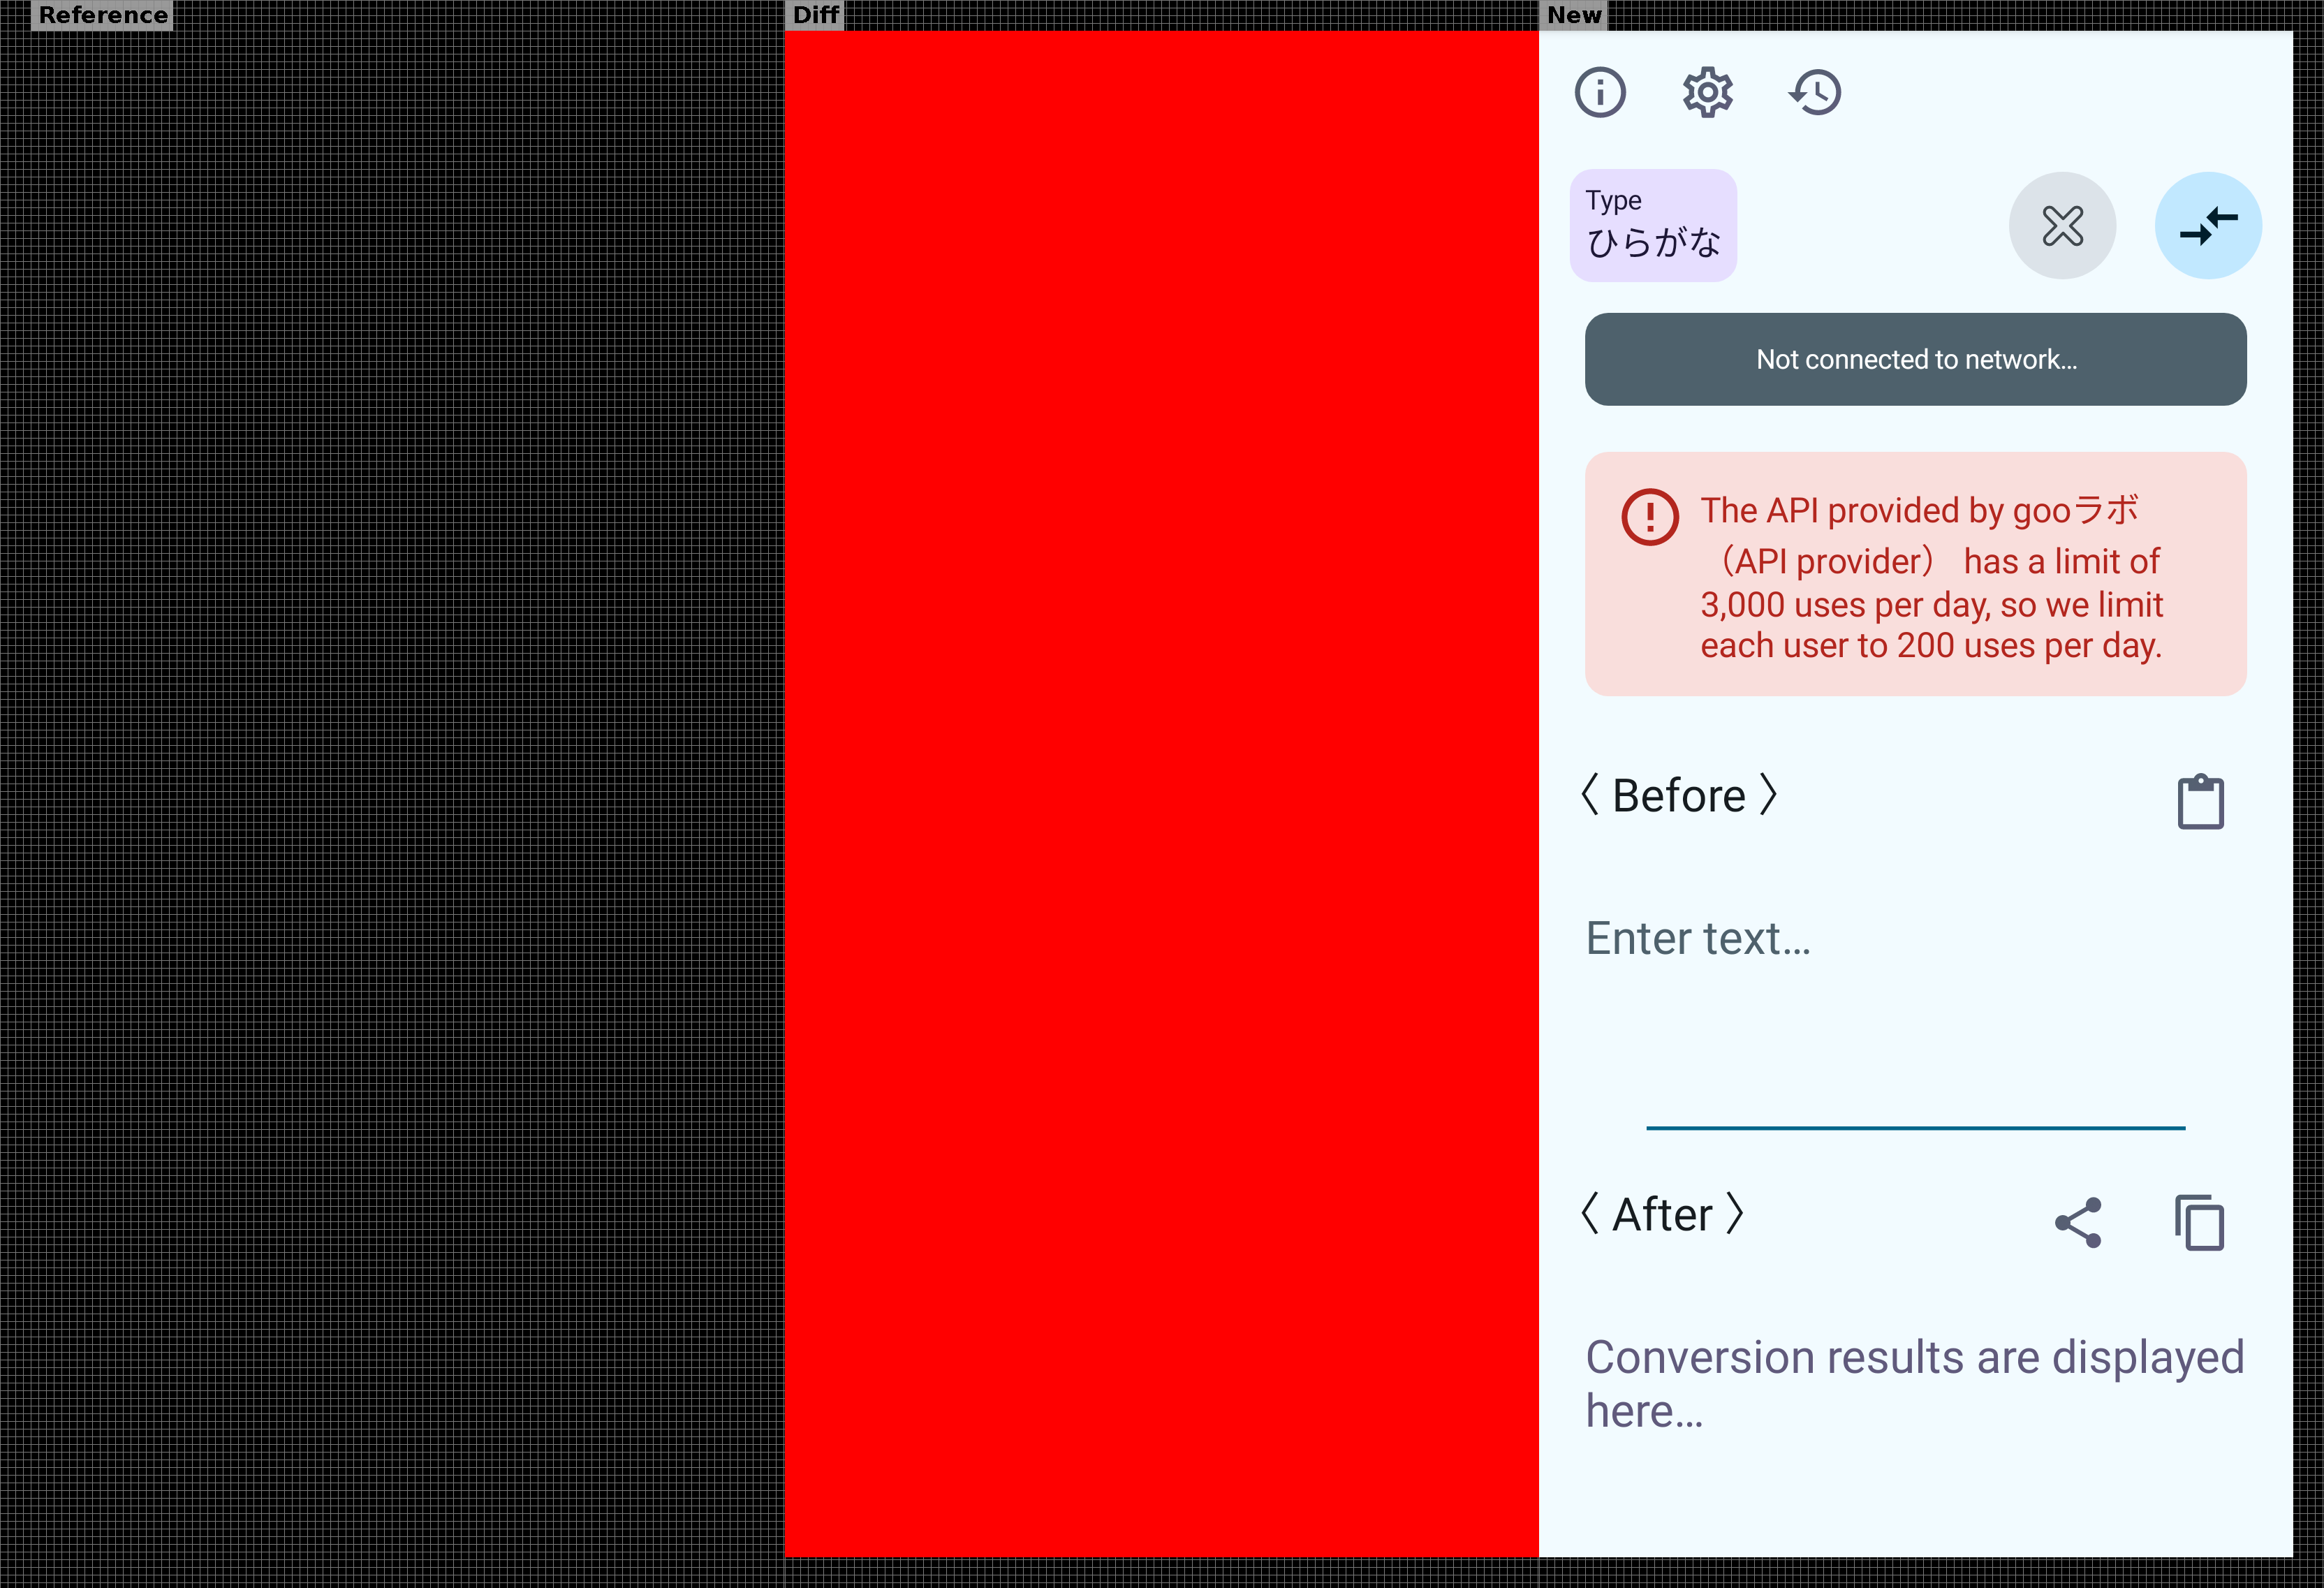 Reference
Diff
New
Type
ひらがな
Not connected to network…
The API provided by gooラボ
（API provider） has a limit of
3,000 uses per day, so we limit
each user to 200 uses per day.
〈 Before 〉
Enter text…
〈 After 〉
Conversion results are displayed
here…